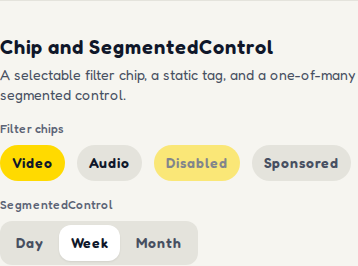 Chip and SegmentedControl
A selectable filter chip, a static tag, and a one-of-many
segmented control.
Filter chips
Video Audio Disabled Sponsored
SegmentedControl
Day Week Month